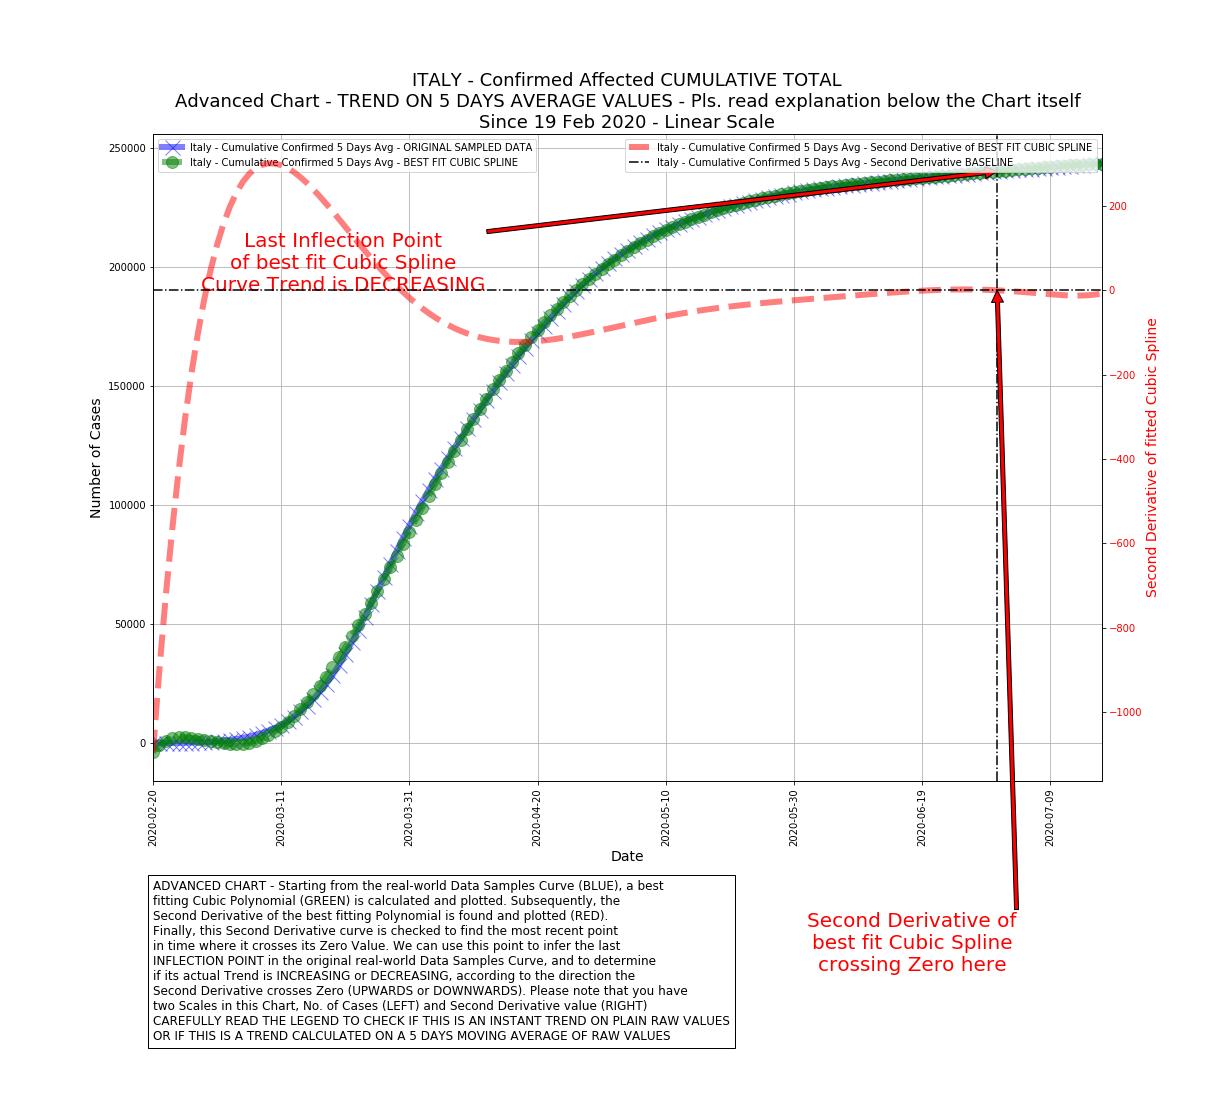 ITALY - Confirmed Affected CUMULATIVE TOTAL
Advanced Chart - TREND ON 5 DAYS AVERAGE VALUES - Pls. read explanation below the Chart itself
Since 19 Feb 2020 - Linear Scale
Italy - Cumulative Confirmed 5 Days Avg - ORIGINAL SAMPLED DATA
Italy - Cumulative Confirmed 5 Days Avg - BEST FIT CUBIC SPLINE
Italy - Cumulative Confirmed 5 Days Avg - Second Derivative of BEST FIT CUBIC SPLINE
Italy - Cumulative Confirmed 5 Days Avg - Second Derivative BASELINE
250000
200000
150000
100000
50000
0
Number of Cases
Last Inflection Point
of best fit Cubic Spline
Curve Trend is DECREASING
200
0
−200
−400
−600
−800
−1000
Second Derivative of fitted Cubic Spline
2020-02-20
2020-03-11
2020-03-31
2020-04-20
2020-05-10
2020-05-30
2020-06-19
2020-07-09
Date
ADVANCED CHART - Starting from the real-world Data Samples Curve (BLUE), a best
fitting Cubic Polynomial (GREEN) is calculated and plotted. Subsequently, the
Second Derivative of the best fitting Polynomial is found and plotted (RED).
Finally, this Second Derivative curve is checked to find the most recent point
in time where it crosses its Zero Value. We can use this point to infer the last
INFLECTION POINT in the original real-world Data Samples Curve, and to determine
if its actual Trend is INCREASING or DECREASING, according to the direction the
Second Derivative crosses Zero (UPWARDS or DOWNWARDS). Please note that you have
two Scales in this Chart, No. of Cases (LEFT) and Second Derivative value (RIGHT)
CAREFULLY READ THE LEGEND TO CHECK IF THIS IS AN INSTANT TREND ON PLAIN RAW VALUES
OR IF THIS IS A TREND CALCULATED ON A 5 DAYS MOVING AVERAGE OF RAW VALUES
Second Derivative of
best fit Cubic Spline
crossing Zero here